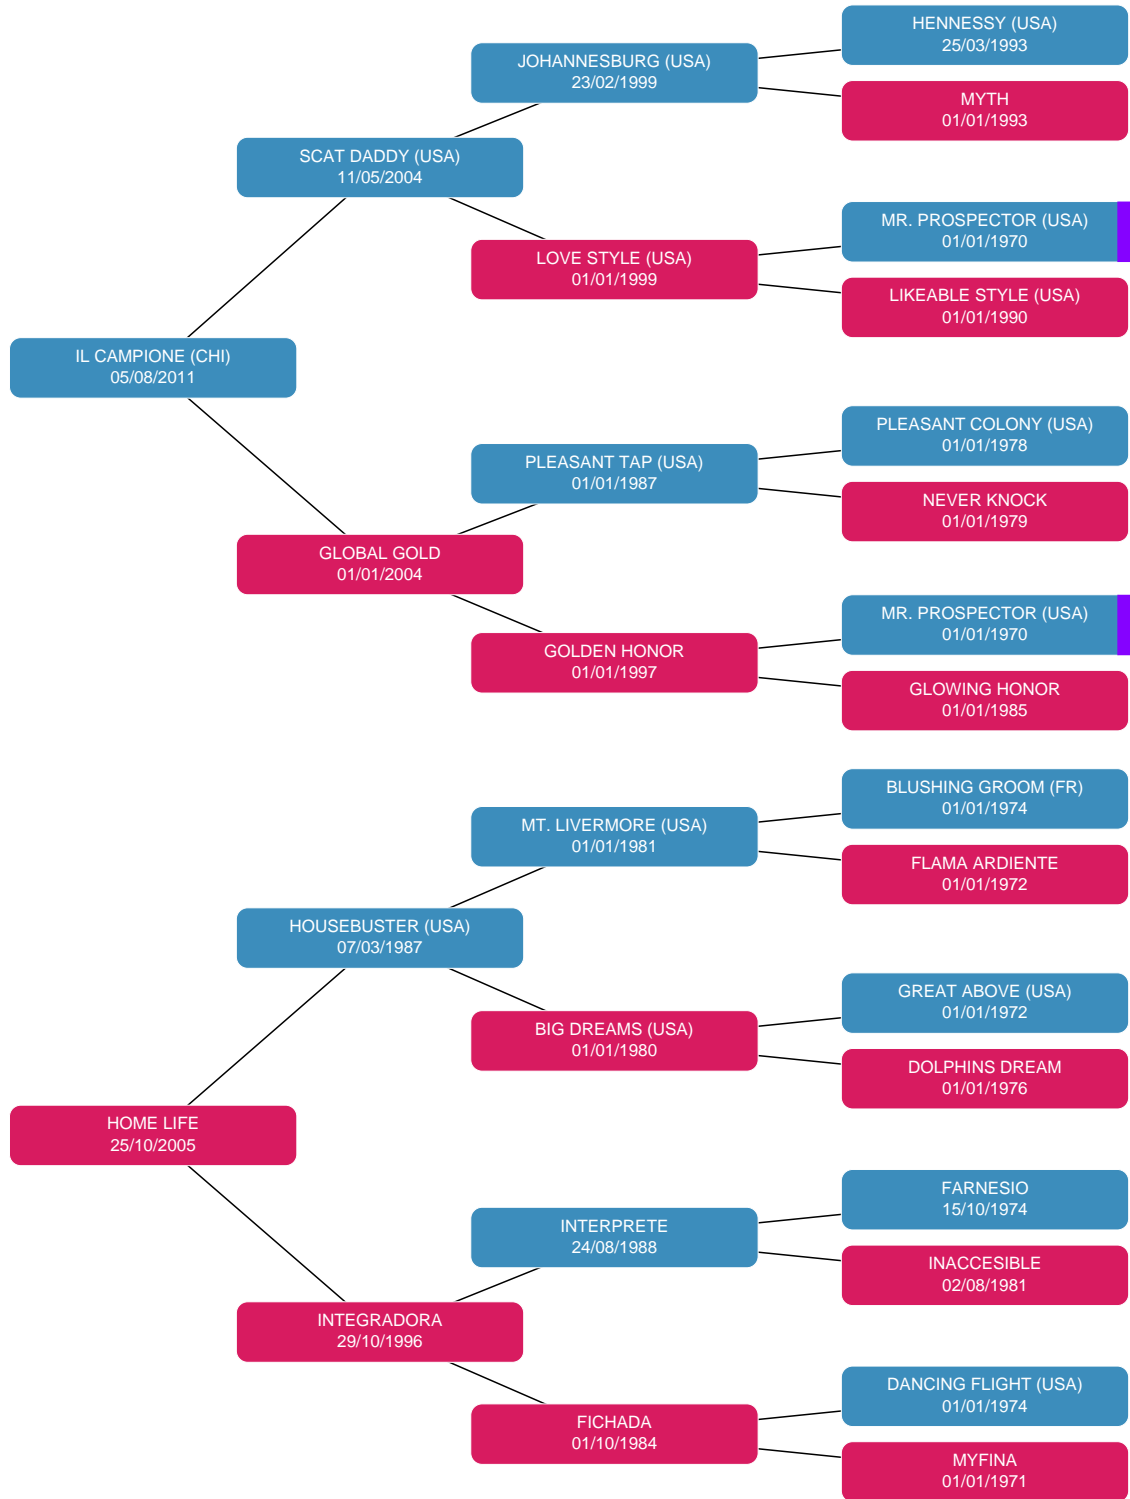 HENNESSY (USA)
25/03/1993
JOHANNESBURG (USA)
23/02/1999
MYTH
01/01/1993
SCAT DADDY (USA)
11/05/2004
MR. PROSPECTOR (USA)
01/01/1970
LOVE STYLE (USA)
01/01/1999
LIKEABLE STYLE (USA)
01/01/1990
IL CAMPIONE (CHI)
05/08/2011
PLEASANT COLONY (USA)
01/01/1978
PLEASANT TAP (USA)
01/01/1987
NEVER KNOCK
01/01/1979
GLOBAL GOLD
01/01/2004
MR. PROSPECTOR (USA)
01/01/1970
GOLDEN HONOR
01/01/1997
GLOWING HONOR
01/01/1985
BLUSHING GROOM (FR)
01/01/1974
MT. LIVERMORE (USA)
01/01/1981
FLAMA ARDIENTE
01/01/1972
HOUSEBUSTER (USA)
07/03/1987
GREAT ABOVE (USA)
01/01/1972
BIG DREAMS (USA)
01/01/1980
DOLPHINS DREAM
01/01/1976
HOME LIFE
25/10/2005
FARNESIO
15/10/1974
INTERPRETE
24/08/1988
INACCESIBLE
02/08/1981
INTEGRADORA
29/10/1996
DANCING FLIGHT (USA)
01/01/1974
FICHADA
01/10/1984
MYFINA
01/01/1971